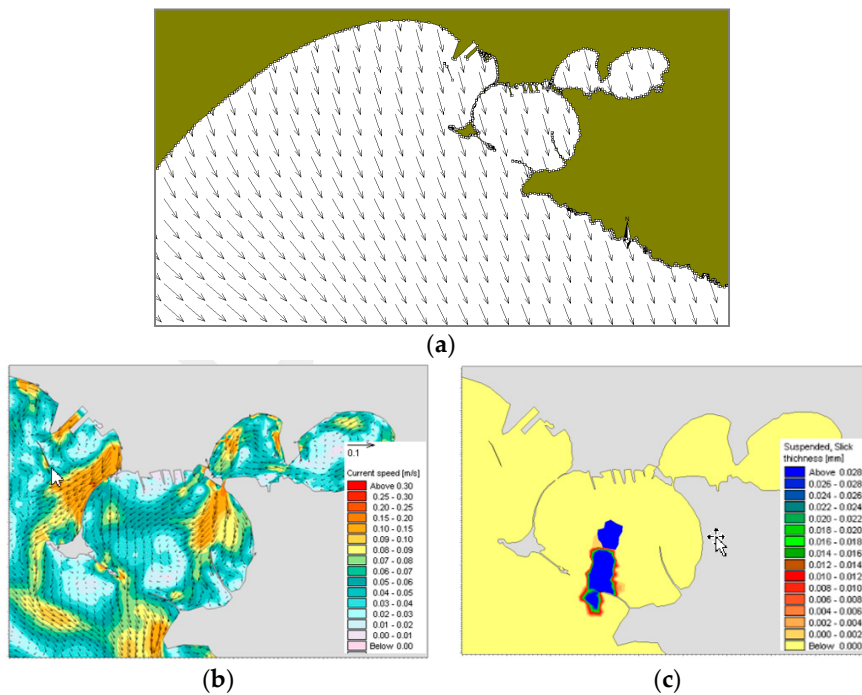 N
(a)
0.1
Current speed [m/s]
Above 0.30
0.25 - 0.30
0.20 - 0.25
0.15 - 0.20
0.10 - 0.15
0.09 - 0.10
0.08 - 0.09
0.07 - 0.08
0.06 - 0.07
0.05 - 0.06
0.04 - 0.05
0.03 - 0.04
0.02 - 0.03
0.01 - 0.02
0.00 - 0.01
Below 0.00
(b)
Suspended, Slick
thickness [mm]
Above 0.028
0.026 - 0.028
0.024 - 0.026
0.022 - 0.024
0.020 - 0.022
0.018 - 0.020
0.016 - 0.018
0.014 - 0.016
0.012 - 0.014
0.010 - 0.012
0.008 - 0.010
0.006 - 0.008
0.004 - 0.006
0.002 - 0.004
0.000 - 0.002
Below 0.000
(c)